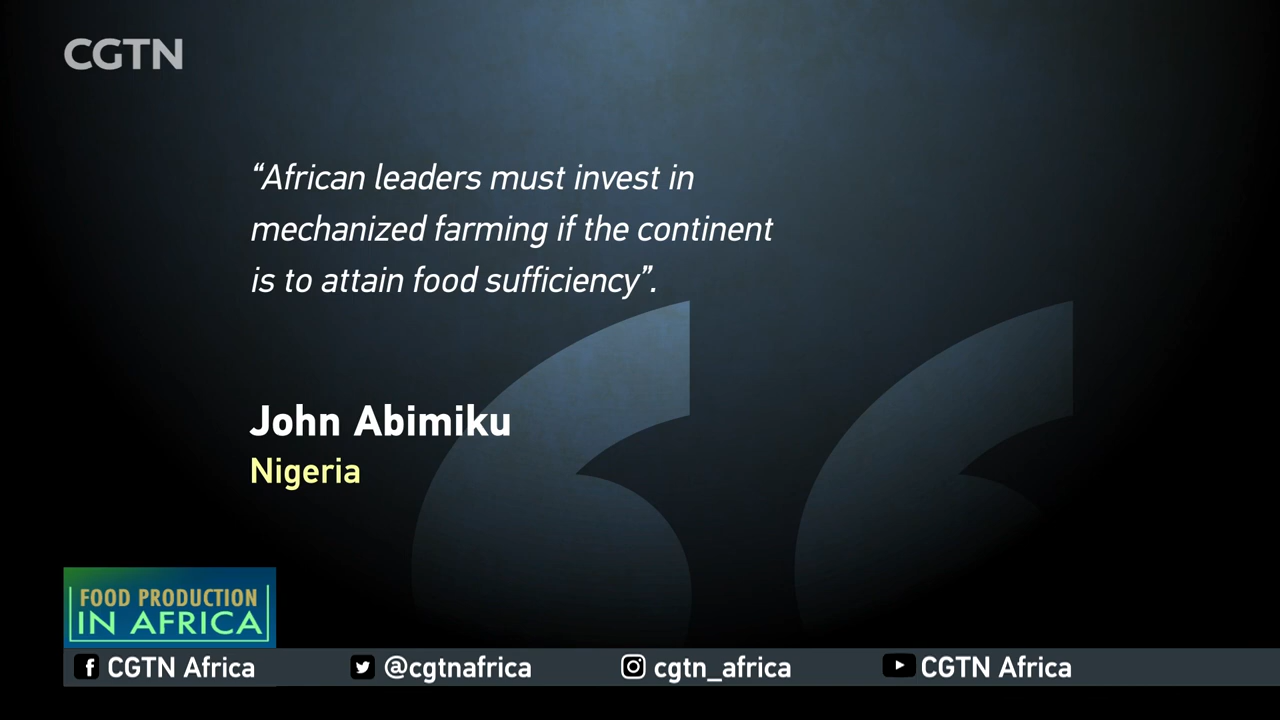 CGTN
“African leaders must invest in
mechanized farming if the continent
is to attain food sufficiency”.
John Abimiku
Nigeria
FOOD PRODUCTION
IN AFRICA
CGTN Africa
@cgtnafrica
cgtn_africa
CGTN Africa